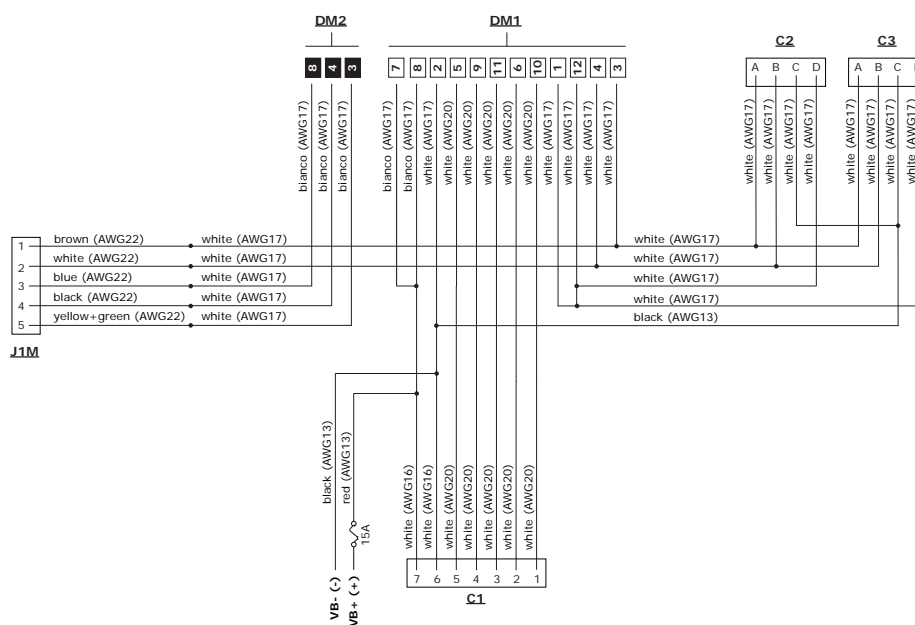 DM2 DM1
C2 C3
8 4 3 7 8 2 5 9 11 6 10 1 12 4 3
A B C D A B C
bianco (AWG17) bianco (AWG17) bianco (AWG17) bianco (AWG17) bianco (AWG17) white (AWG17) white (AWG20) white (AWG20) white (AWG20) white (AWG20) white (AWG20) white (AWG17) white (AWG17) white (AWG17) white (AWG17)
white (AWG17) white (AWG17) white (AWG17) white (AWG17) white (AWG17) white (AWG17) white (AWG17) white (AWG17)
1 brown (AWG22) white (AWG17) white (AWG17)
2 white (AWG22) white (AWG17) white (AWG17)
3 blue (AWG22) white (AWG17) white (AWG17)
4 black (AWG22) white (AWG17) white (AWG17)
5 yellow+green (AWG22) white (AWG17) black (AWG13)
J1M
black (AWG13) red (AWG13)
15A
VB- (-) VB+ (+)
white (AWG16) white (AWG16) white (AWG20) white (AWG20) white (AWG20) white (AWG20) white (AWG20)
7 6 5 4 3 2 1
C1